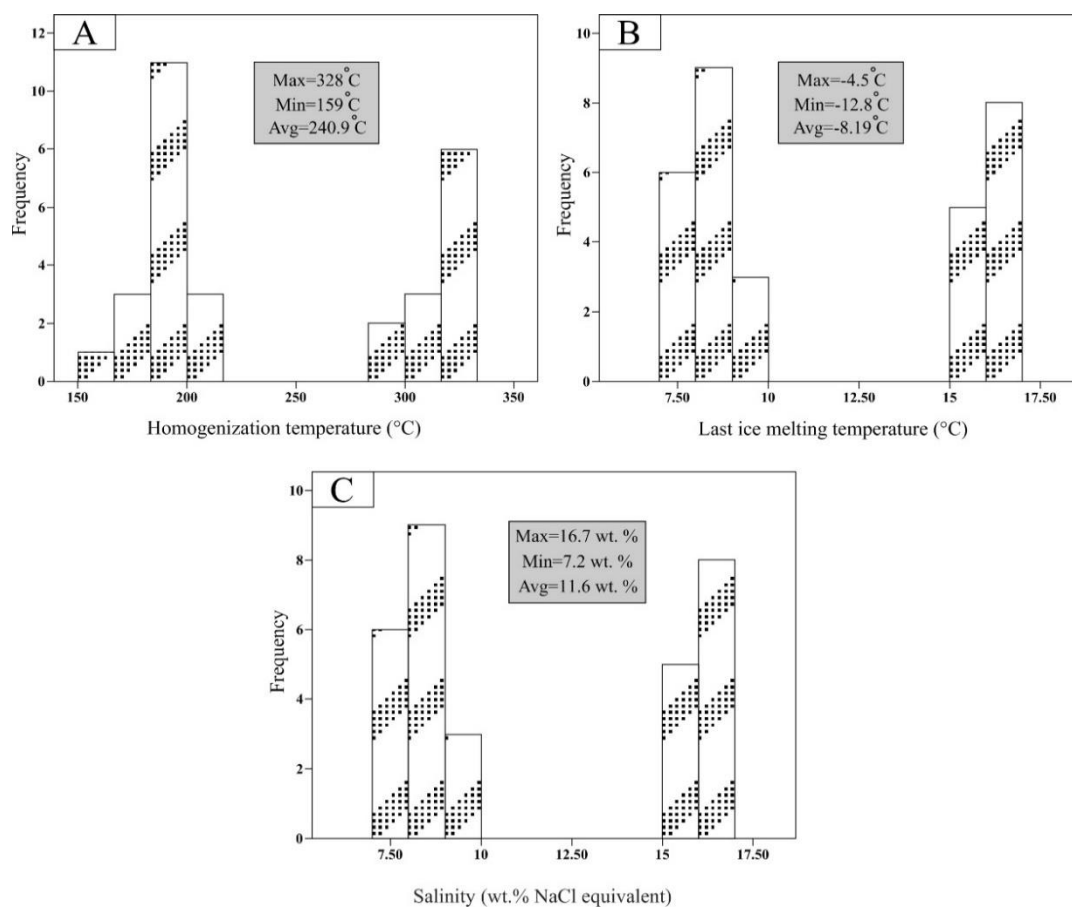 A
12
10
8
6
4
2
0
Frequency
Max=328°C
Min=159°C
Avg=240.9°C
150
200
250
300
350
Homogenization temperature (°C)
B
10
8
6
4
2
0
Frequency
Max=-4.5°C
Min=-12.8°C
Avg=-8.19°C
7.50
10
12.50
15
17.50
Last ice melting temperature (°C)
C
10
8
6
4
2
0
Frequency
Max=16.7 wt. %
Min=7.2 wt. %
Avg=11.6 wt. %
7.50
10
12.50
15
17.50
Salinity (wt.% NaCl equivalent)